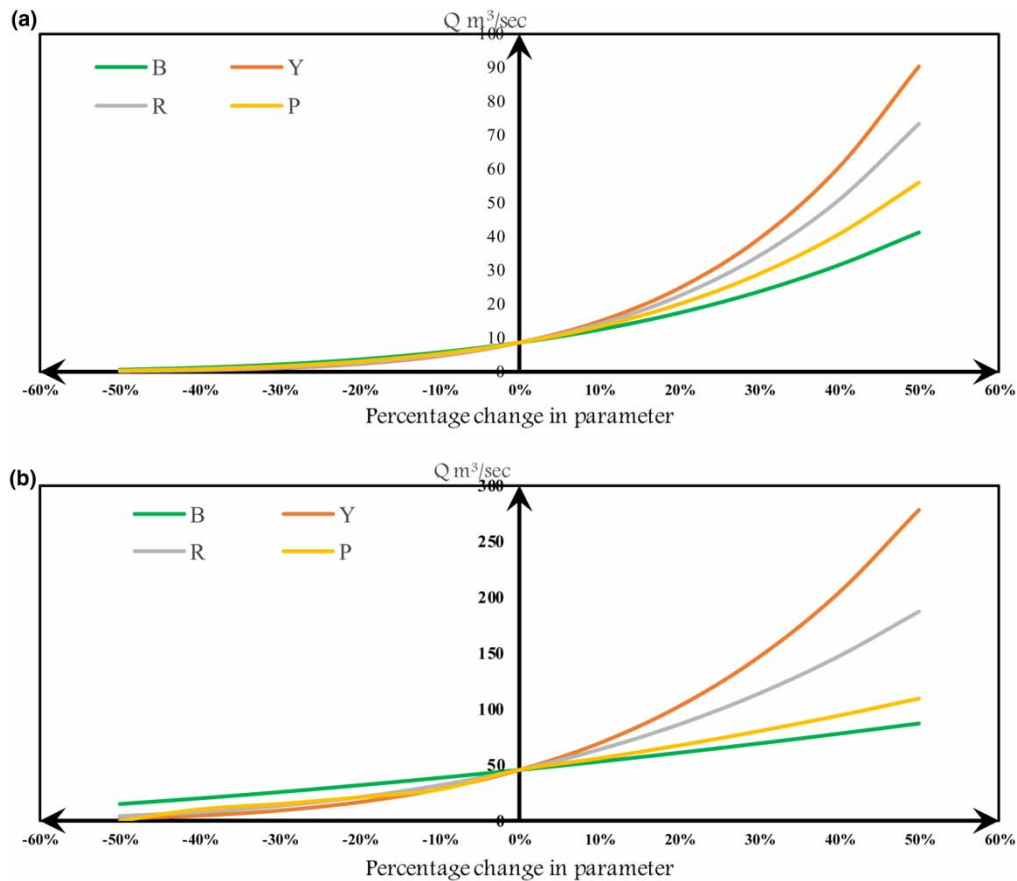 (a)
Q m³/sec
100
B Y
90
R P
80
70
60
50
40
30
20
10
0
-60% -50% -40% -30% -20% -10% 0% 10% 20% 30% 40% 50% 60%
Percentage change in parameter
(b)
Q m³/sec
300
B Y
R P
250
200
150
100
50
0
-60% -50% -40% -30% -20% -10% 0% 10% 20% 30% 40% 50% 60%
Percentage change in parameter